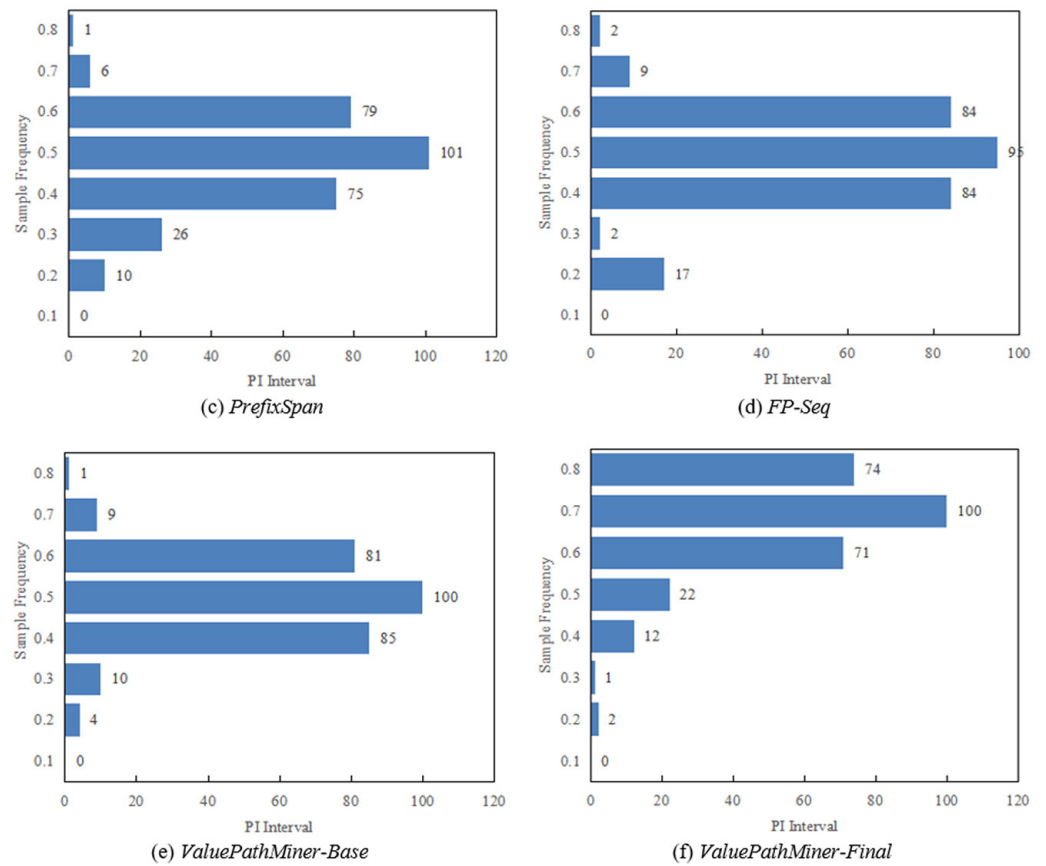 Sample Frequency
0.8 1
0.7 6
0.6 79
0.5 101
0.4 75
0.3 26
0.2 10
0.1 0
0 20 40 60 80 100 120
PI Interval
(c) PrefixSpan
Sample Frequency
0.8 2
0.7 9
0.6 84
0.5 95
0.4 84
0.3 2
0.2 17
0.1 0
0 20 40 60 80 100
PI Interval
(d) FP-Seq
Sample Frequency
0.8 1
0.7 9
0.6 81
0.5 100
0.4 85
0.3 10
0.2 4
0.1 0
0 20 40 60 80 100 120
PI Interval
(e) ValuePathMiner-Base
Sample Frequency
0.8 74
0.7 100
0.6 71
0.5 22
0.4 12
0.3 1
0.2 2
0.1 0
0 20 40 60 80 100 120
PI Interval
(f) ValuePathMiner-Final